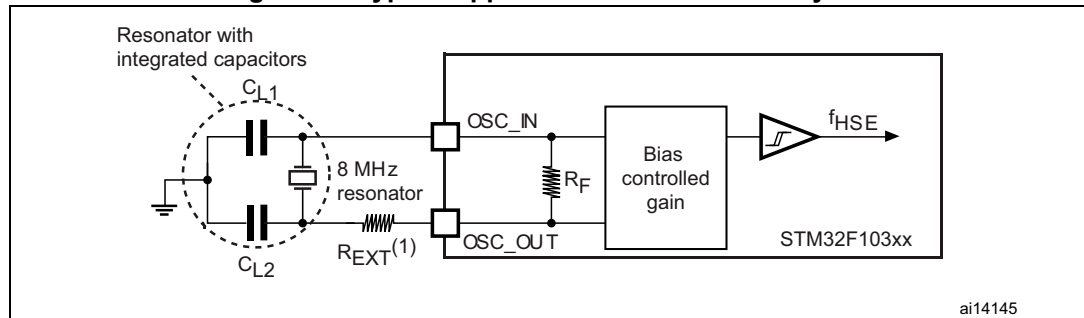 Resonator with
integrated capacitors
CL1
OSC_IN
fHSE
8 MHz
resonator
RF
Bias
controlled
gain
OSC_OUT
STM32F103xx
REXT(1)
CL2
ai14145